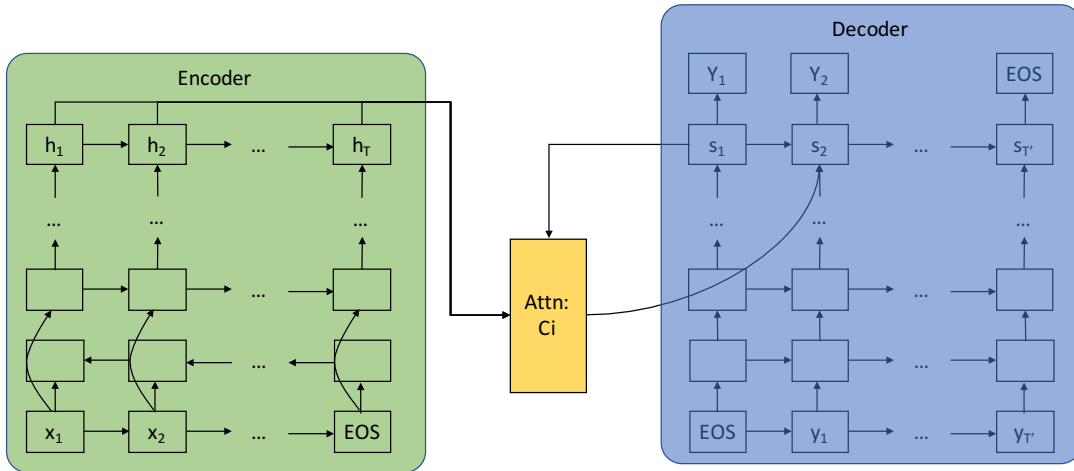 Encoder
h1 h2 ... hT
... ... ...
...
...
x1 x2 ... EOS
Attn:
Ci
Decoder
Y1 Y2 EOS
s1 s2 ... sT'
... ... ...
...
...
EOS y1 ... yT'